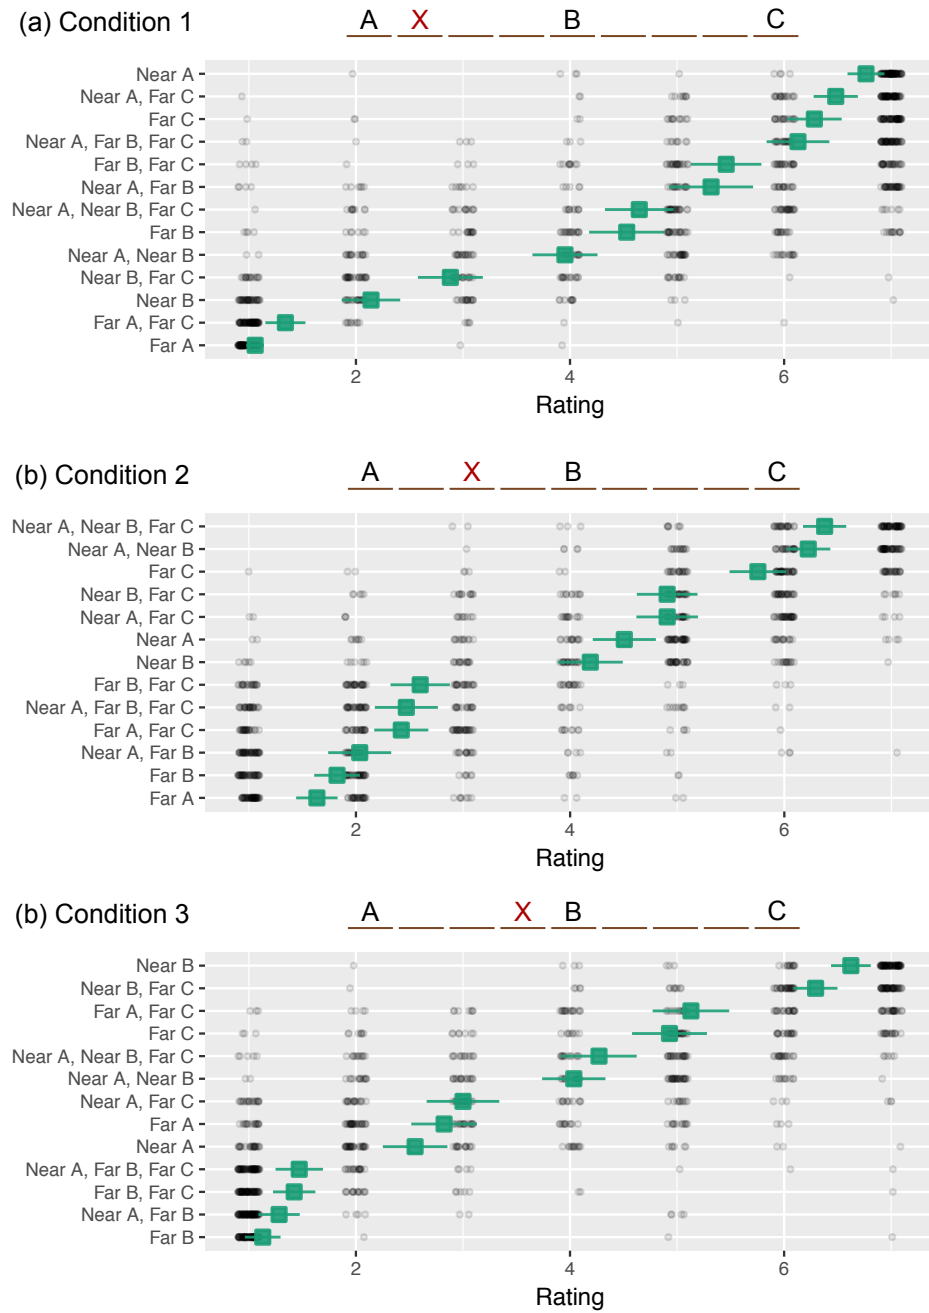 (a) Condition 1
A X B C
Near A
Near A, Far C
Far C
Near A, Far B, Far C
Far B, Far C
Near A, Far B
Near A, Near B, Far C
Far B
Near A, Near B
Near B, Far C
Near B
Far A, Far C
Far A
2 4 6
Rating
(b) Condition 2
A X B C
Near A, Near B, Far C
Near A, Near B
Far C
Near B, Far C
Near A, Far C
Near A
Near B
Far B, Far C
Near A, Far B, Far C
Far A, Far C
Near A, Far B
Far B
Far A
2 4 6
Rating
(b) Condition 3
A X B C
Near B
Near B, Far C
Far A, Far C
Far C
Near A, Near B, Far C
Near A, Near B
Near A, Far C
Far A
Near A
Near A, Far B, Far C
Far B, Far C
Near A, Far B
Far B
2 4 6
Rating